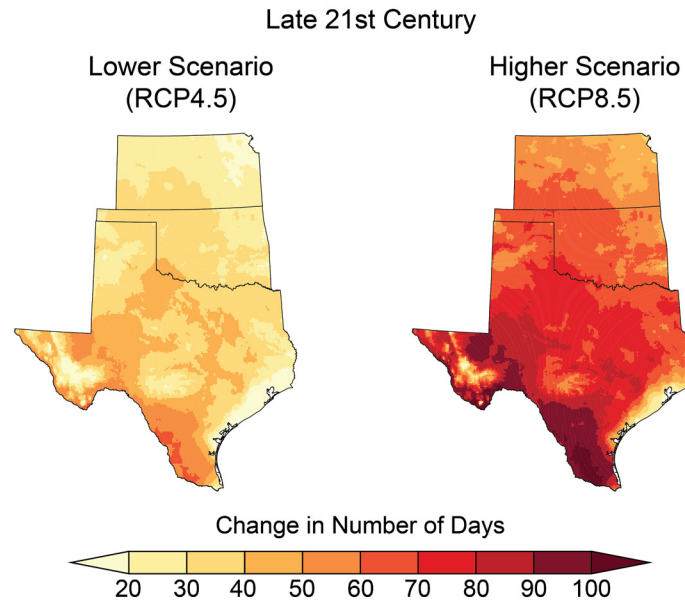 Late 21st Century
Lower Scenario
(RCP4.5)
Higher Scenario
(RCP8.5)
Change in Number of Days
20 30 40 50 60 70 80 90 100